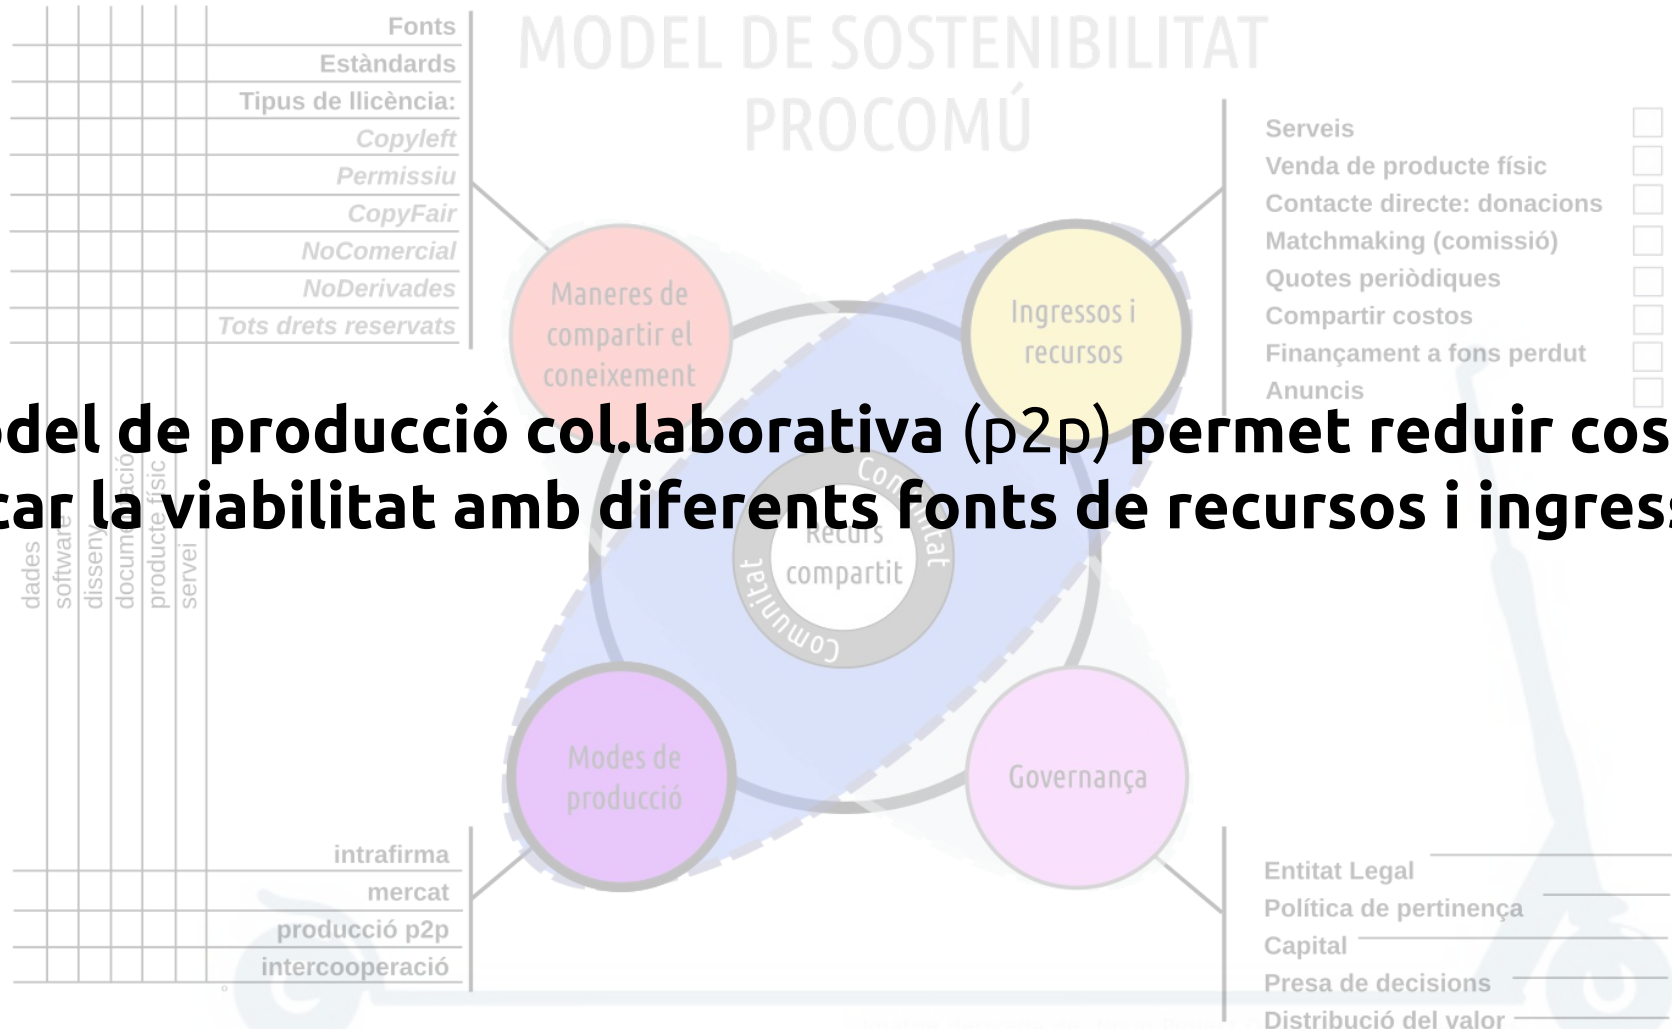 MODEL DE SOSTENIBILITAT
PROCOMÚ
Fonts
Estàndards
Tipus de llicència:
Copyleft
Permissiu
CopyFair
NoComercial
NoDerivades
Tots drets reservats
Serveis
Venda de producte físic
Contacte directe: donacions
Matchmaking (comissió)
Quotes periòdiques
Compartir costos
Finançament a fons perdut
Anuncis
Maneres de
compartir el
coneixement
Ingressos i
recursos
de producció col.laborativa (p2p) permet reduir
la viabilitat amb diferents fonts de recursos i
dades
software
disseny
documentació
producte físic
servei
Comunitat
Recurs
compartit
Comunitat
Modes de
producció
Governança
intrafirma
mercat
producció p2p
intercooperació
Entitat Legal
Política de pertinença
Capital
Presa de decisions
Distribució del valor